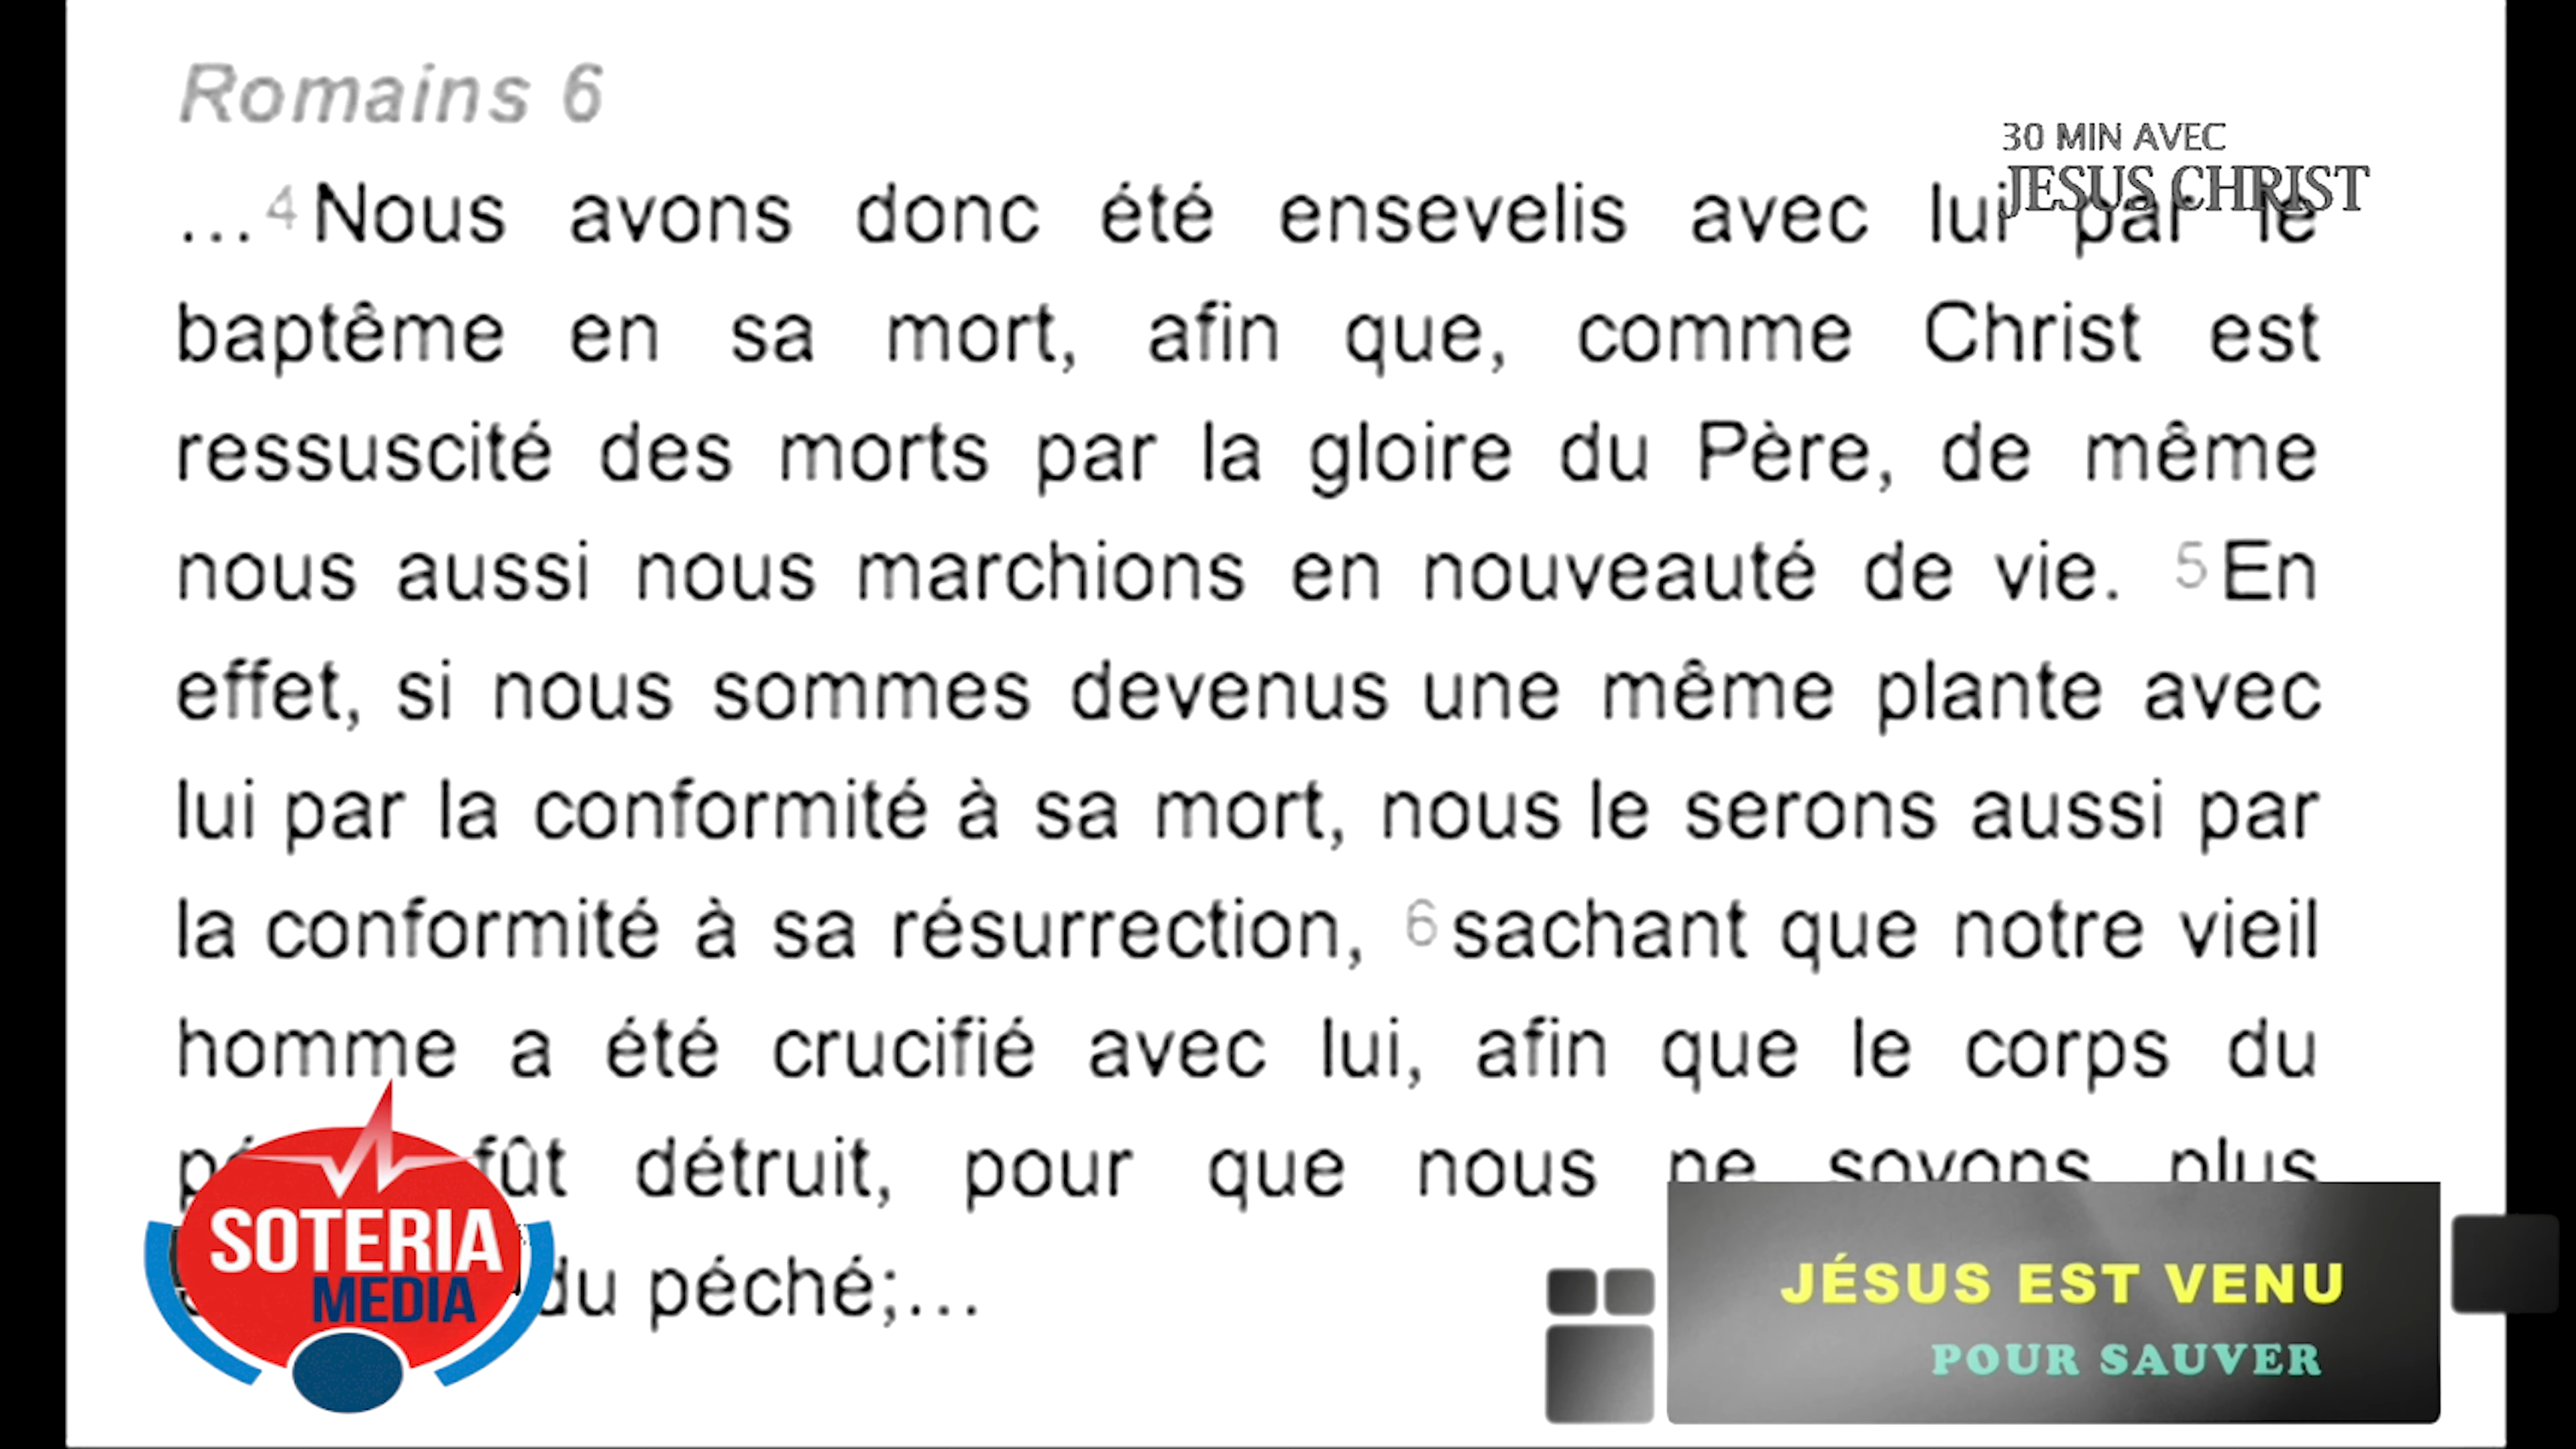 Romains 6
30 MIN AVEC
JESUS CHRIST
...4 Nous avons donc été ensevelis avec lui par le
baptême en sa mort, afin que, comme Christ est
ressuscité des morts par la gloire du Père, de même
nous aussi nous marchions en nouveauté de vie. 5 En
effet, si nous sommes devenus une même plante avec
lui par la conformité à sa mort, nous le serons aussi par
la conformité à sa résurrection, 6 sachant que notre vieil
homme a été crucifié avec lui, afin que le corps du
fût détruit, pour que nous ne soyons plus
du péché;...
SOTERIA
MEDIA
JÉSUS EST VENU
POUR SAUVER